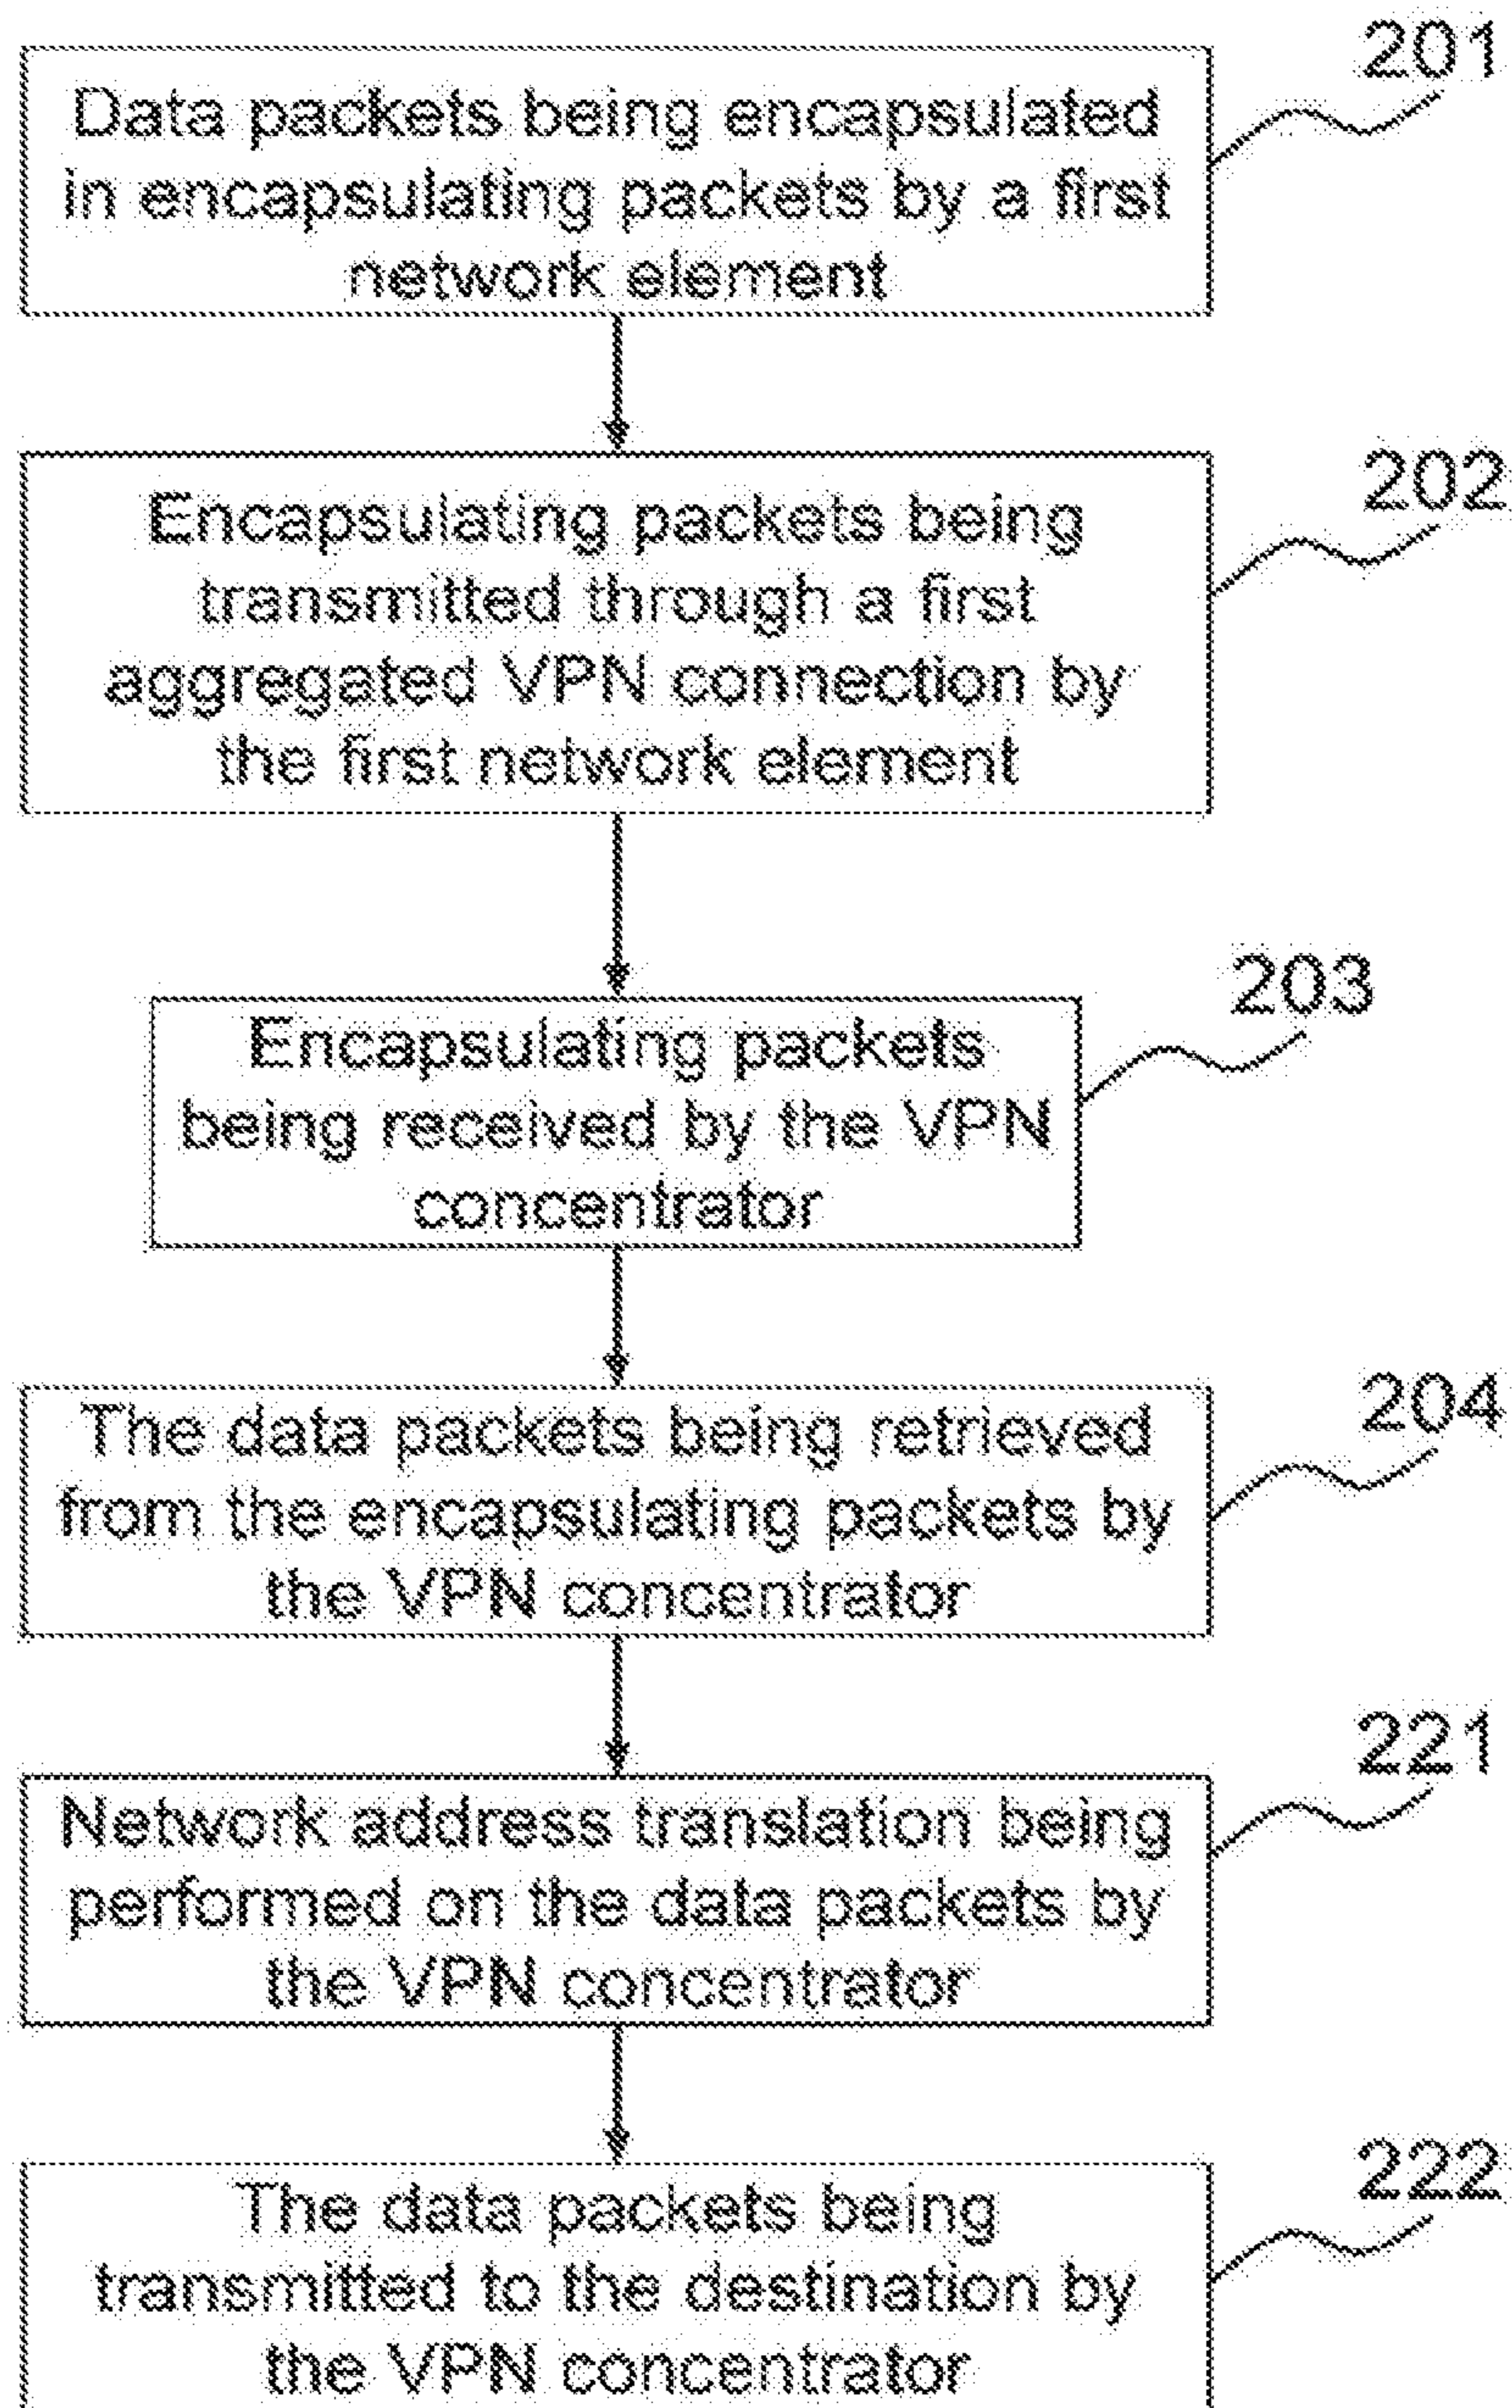 201
Data packets being encapsulated
in encapsulating packets by a first
network element
202
Encapsulating packets being
transmitted through a first
aggregated VPN connection by
the first network element
203
Encapsulating packets
being received by the VPN
concentrator
204
The data packets being retrieved
from the encapsulating packets by
the VPN concentrator
221
Network address translation being
performed on the data packets by
the VPN concentrator
222
The data packets being
transmitted to the destination by
the VPN concentrator